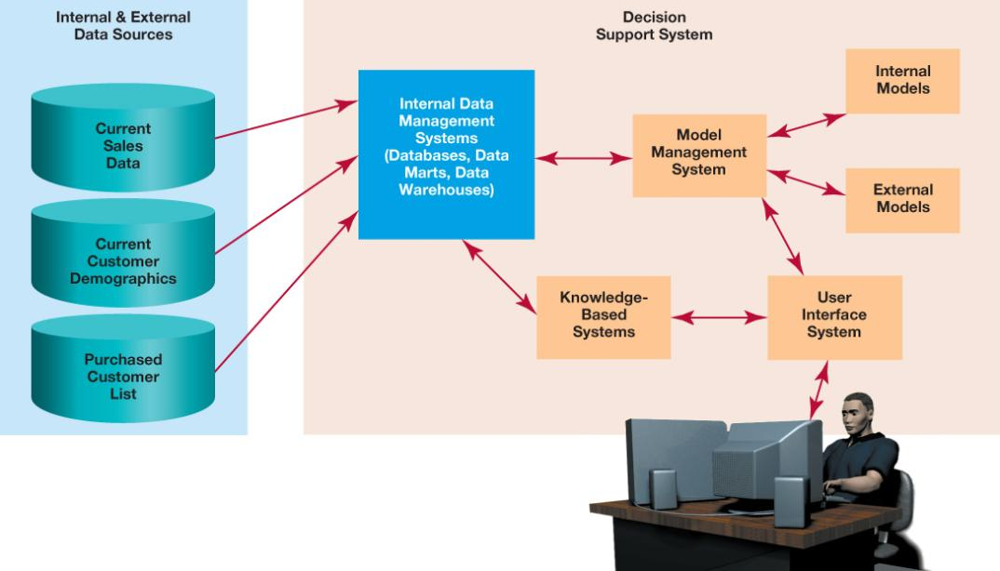 Internal & External
Data Sources
Decision
Support System
Current
Sales
Data
Current
Customer
Demographics
Purchased
Customer
List
Internal Data
Management
Systems
(Databases, Data
Marts, Data
Warehouses)
Model
Management
System
Internal
Models
External
Models
Knowledge-
Based
Systems
User
Interface
System